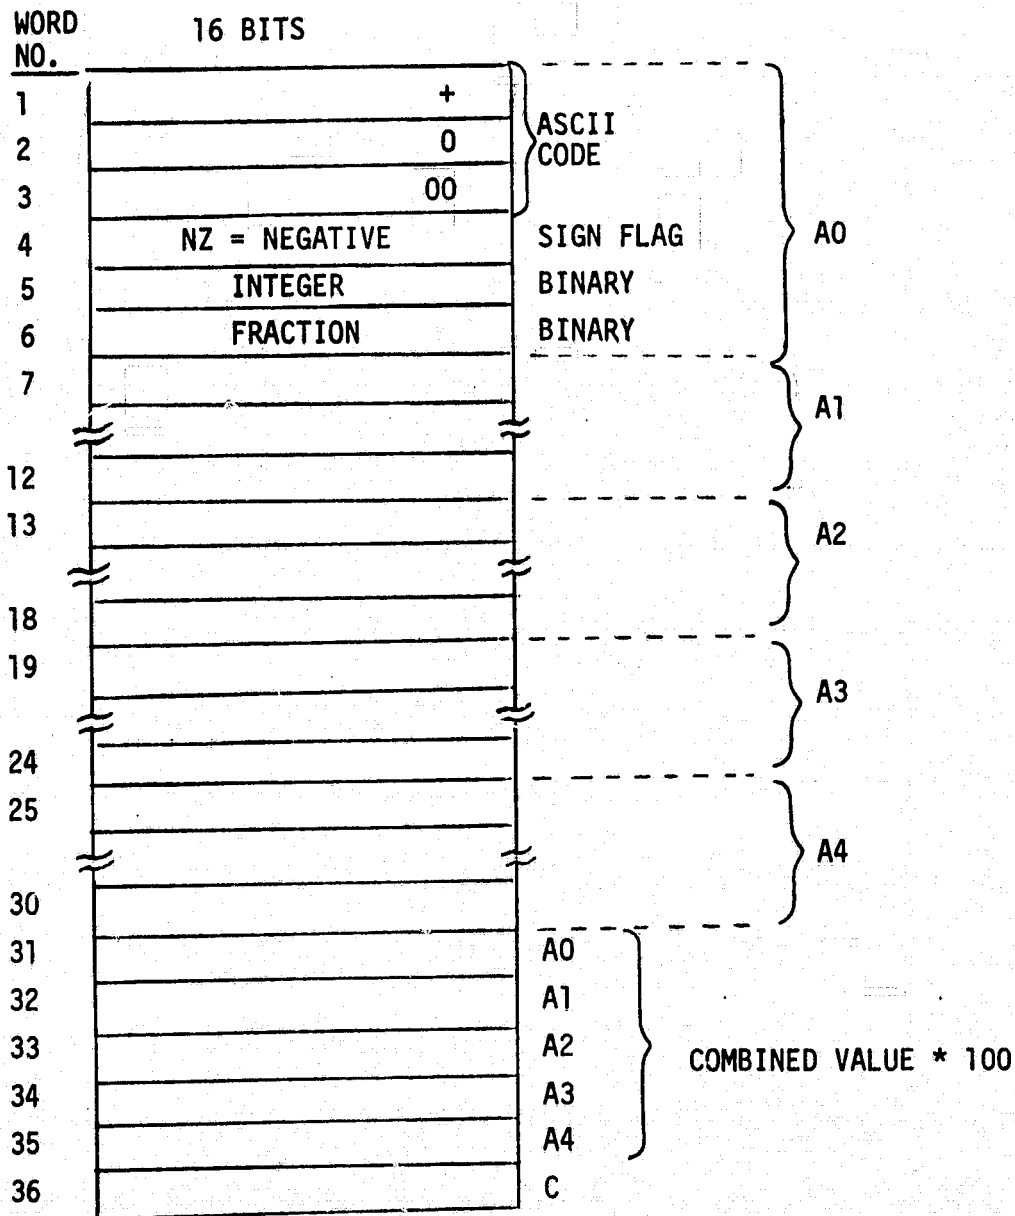 WORD NO. 16 BITS
1 + ASCII CODE
2 0
3 00
4 NZ = NEGATIVE SIGN FLAG A0
5 INTEGER BINARY
6 FRACTION BINARY
7
A1
12
13
A2
18
19
A3
24
25
A4
30
31 A0
32 A1
33 A2 COMBINED VALUE * 100
34 A3
35 A4
36 C